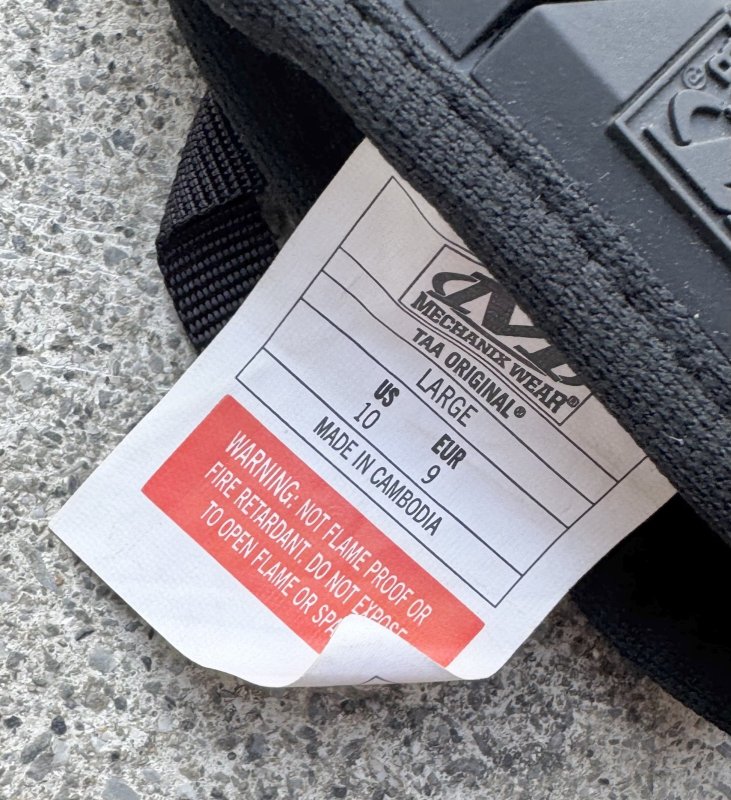 MECHANIX WEAR®
TAA ORIGINAL®
LARGE
US EUR
10 9
MADE IN CAMBODIA
WARNING: NOT FLAME PROOF OR
FIRE RETARDANT. DO NOT EXPOSE
TO OPEN FLAME OR